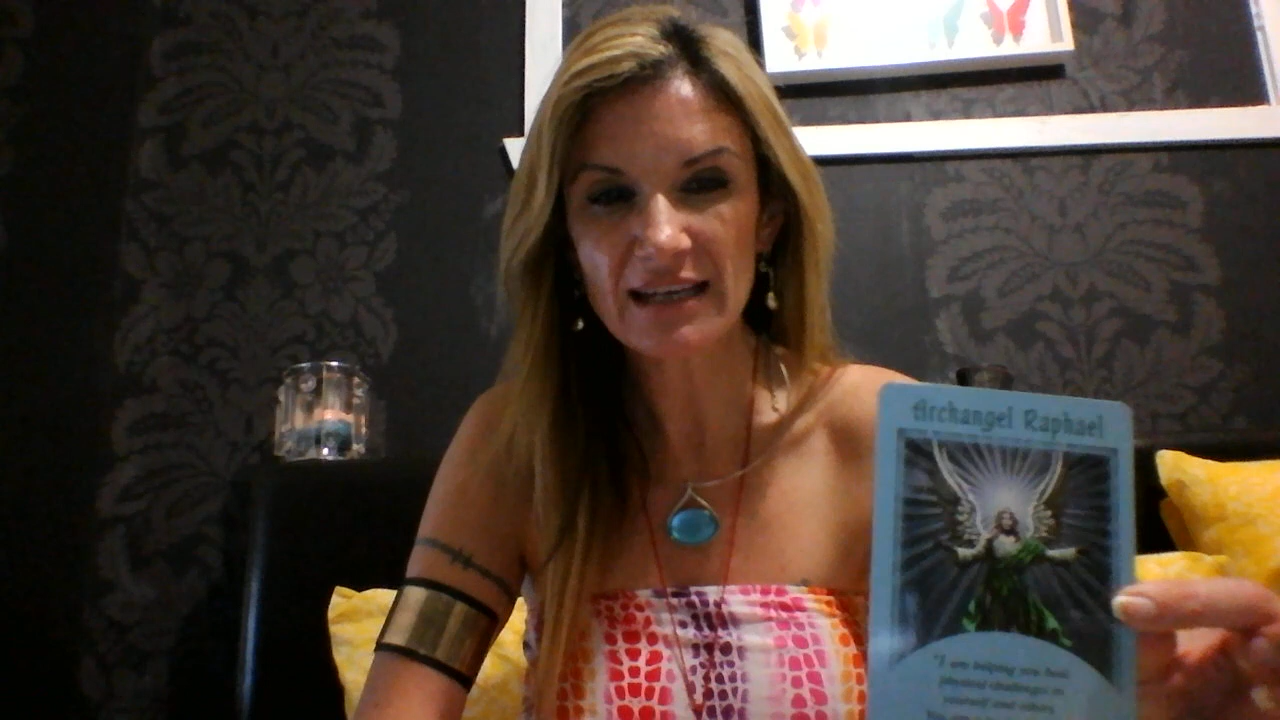 Archangel Raphael
"I am helping you heal
physical challenges in
yourself and others.